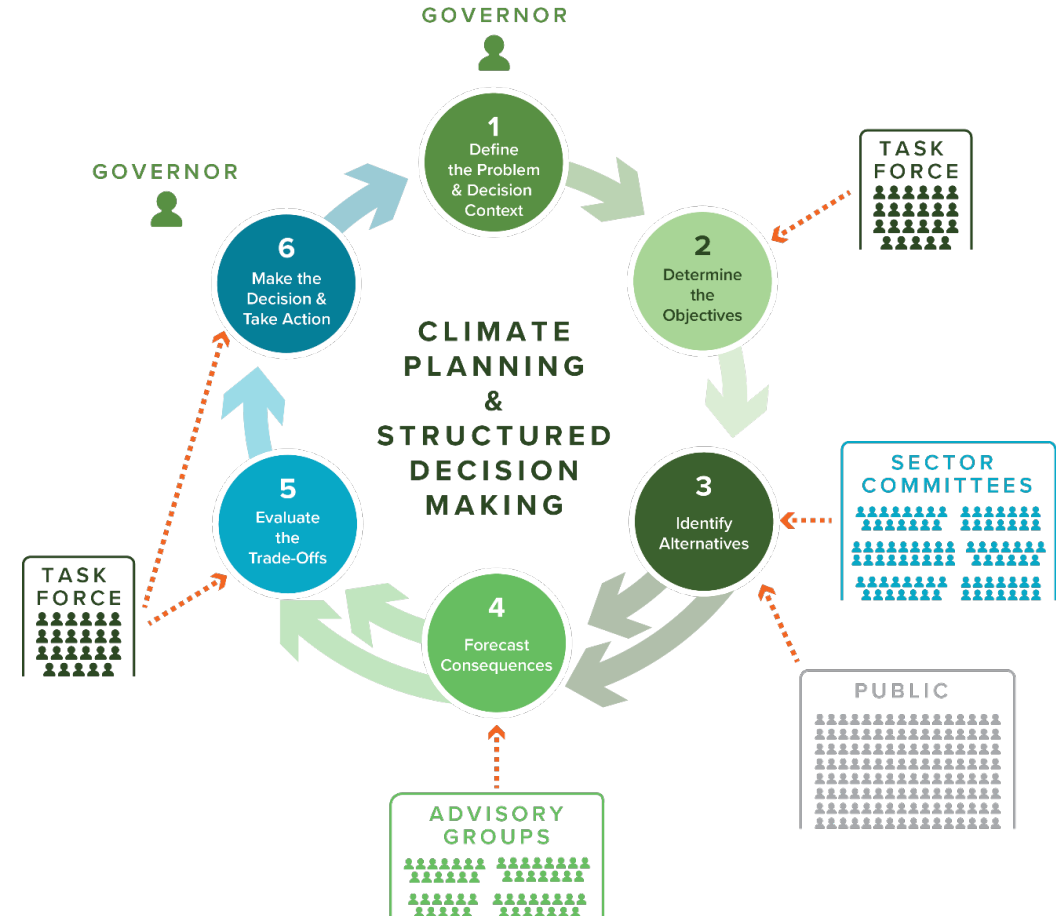 GOVERNOR
1
Define
the Problem
& Decision
Context
GOVERNOR
TASK
FORCE
2
Determine
the
Objectives
6
Make the
Decision &
Take Action
CLIMATE
PLANNING
&
STRUCTURED
DECISION
MAKING
SECTOR
COMMITTEES
3
Identify
Alternatives
5
Evaluate
the
Trade-Offs
TASK
FORCE
4
Forecast
Consequences
PUBLIC
ADVISORY
GROUPS